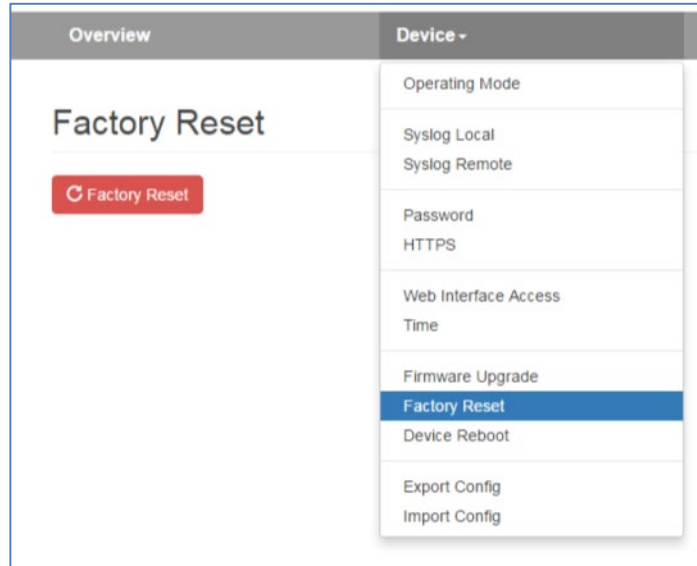 Overview
Device
Factory Reset
Factory Reset
Operating Mode
Syslog Local
Syslog Remote
Password
HTTPS
Web Interface Access
Time
Firmware Upgrade
Factory Reset
Device Reboot
Export Config
Import Config